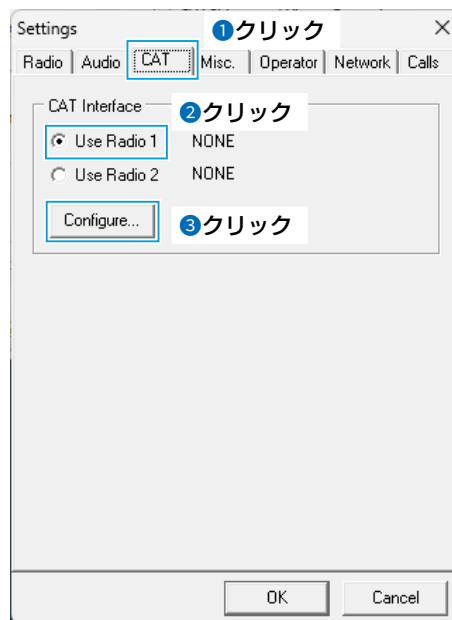 Settings ❶クリック
Radio Audio CAT Misc. Operator Network Calls
CAT Interface
❷クリック
Use Radio 1 NONE
Use Radio 2 NONE
Configure... ❸クリック
OK Cancel